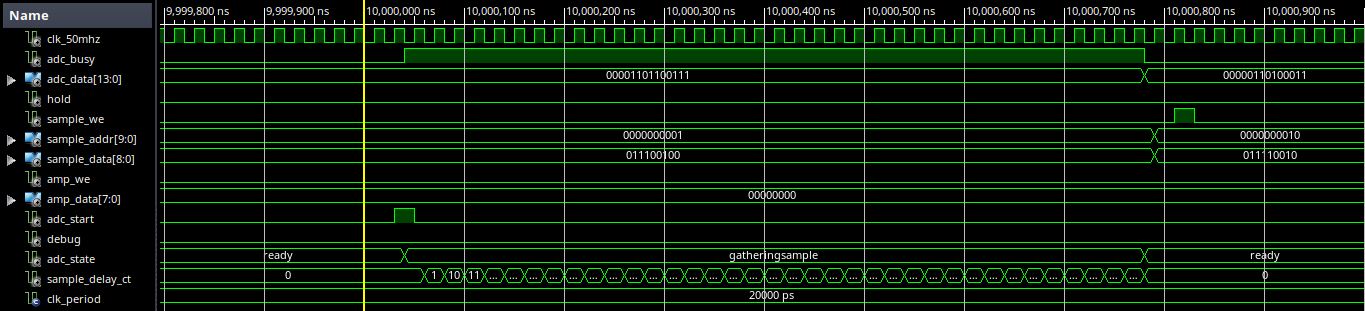 Name
9,999,800 ns 9,999,900 ns 10,000,000 ns 10,000,100 ns 10,000,200 ns 10,000,300 ns 10,000,400 ns 10,000,500 ns 10,000,600 ns 10,000,700 ns 10,000,800 ns 10,000,900 ns
clk_50mhz
adc_busy
adc_data[13:0] 00001101100111 00000110100011
hold
sample_we
sample_addr[9:0] 0000000001 0000000010
sample_data[8:0] 011100100 011110010
amp_we
amp_data[7:0] 00000000
adc_start
debug
adc_state ready gatheringsample ready
sample_delay_ct 0 1 10 11 ... ... ... ... ... ... ... ... ... ... ... ... ... ... ... ... ... ... ... ... ... ... ... ... ... ... ... ... ... 0
clk_period 20000 ps